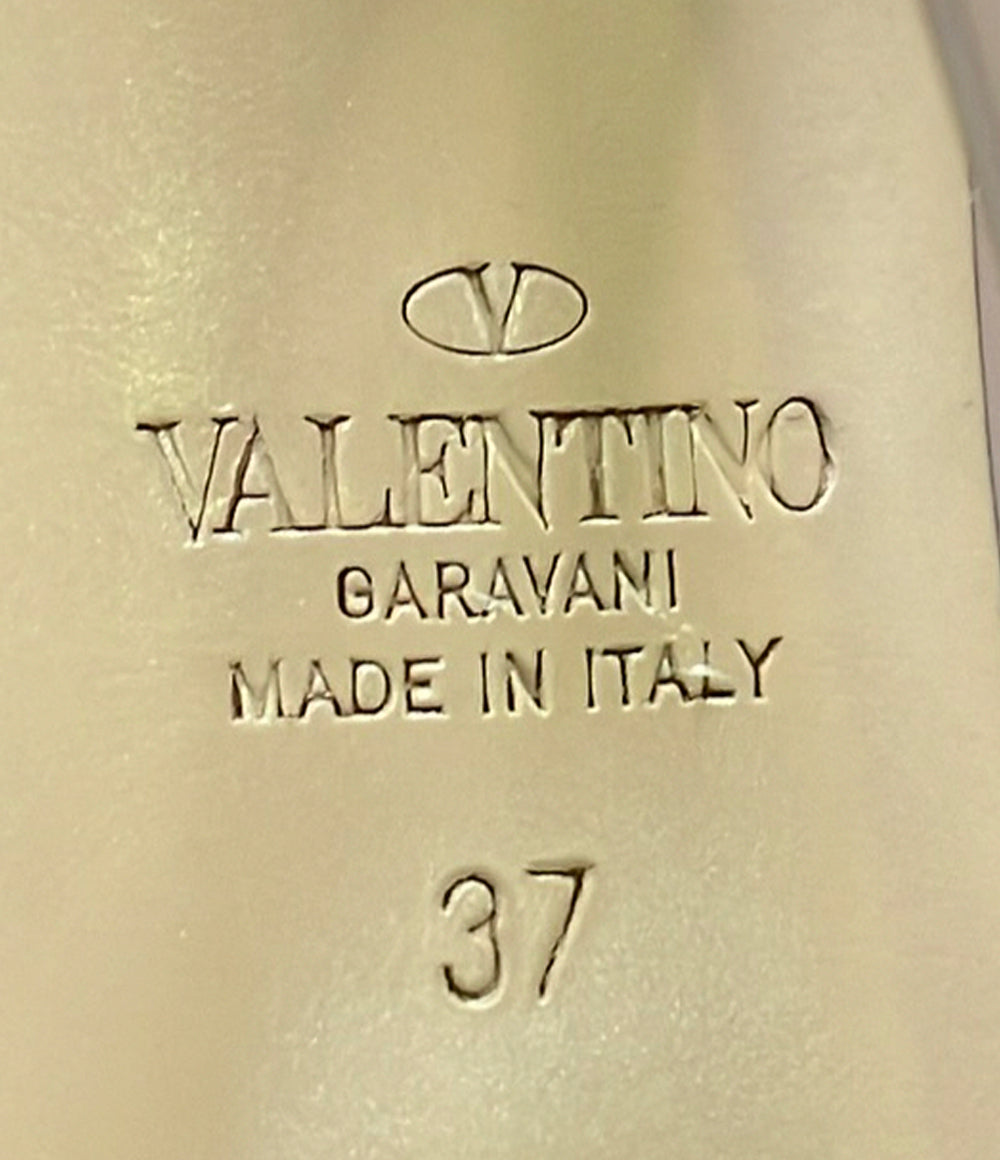 V
VALENTINO
GARAVANI
MADE IN ITALY
37